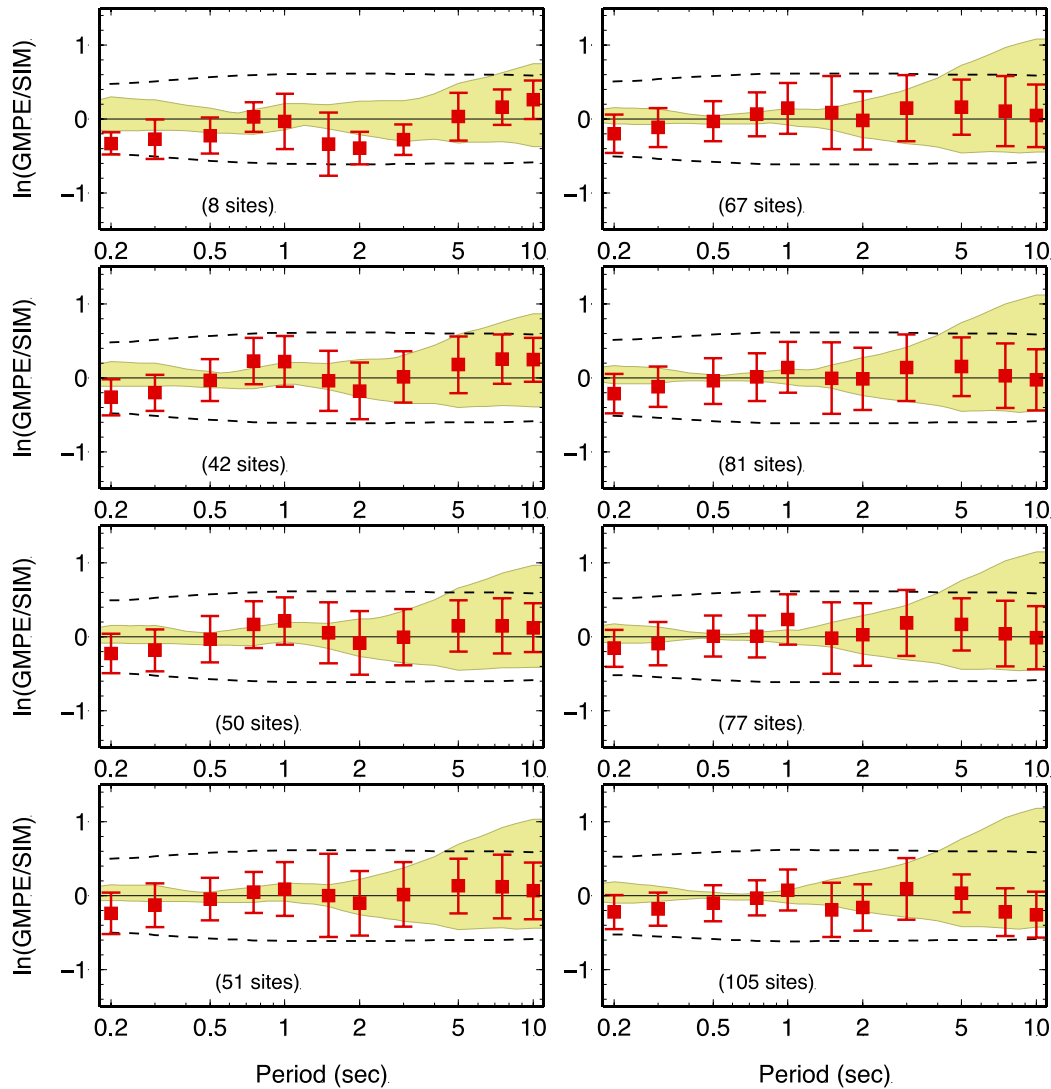 1
0
−1
ln(GMPE/SIM)
(8 sites)
0.2 0.5 1 2 5 10
(67 sites)
1
0
−1
0.2 0.5 1 2 5 10
1
0
−1
ln(GMPE/SIM)
(42 sites)
0.2 0.5 1 2 5 10
1
0
−1
(81 sites)
0.2 0.5 1 2 5 10
1
0
−1
ln(GMPE/SIM)
(50 sites)
0.2 0.5 1 2 5 10
1
0
−1
(77 sites)
0.2 0.5 1 2 5 10
1
0
−1
ln(GMPE/SIM)
(51 sites)
0.2 0.5 1 2 5 10
Period (sec)
1
0
−1
(105 sites)
0.2 0.5 1 2 5 10
Period (sec)